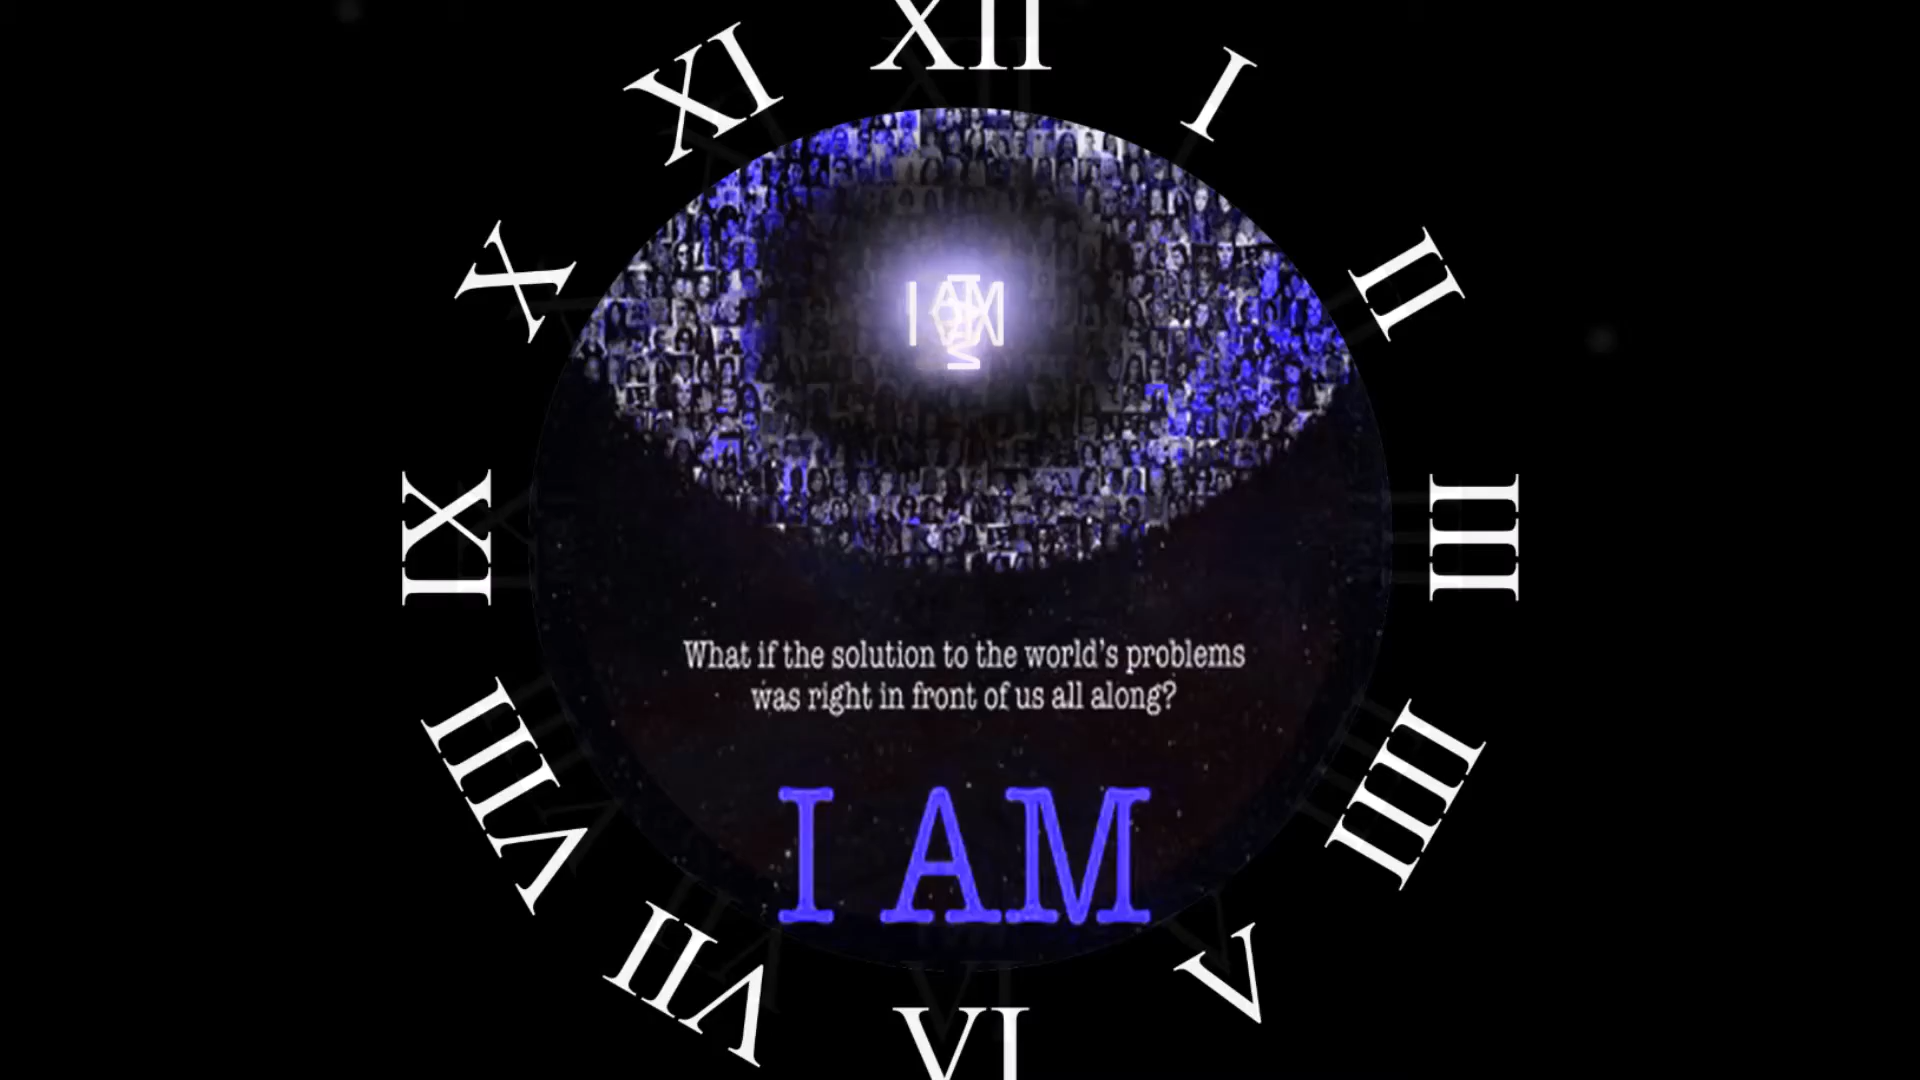 XII
XI
I
X
II
I AM
IX
III
What if the solution to the world's problems
was right in front of us all along?
VIII
IIII
I AM
VII
V
VI